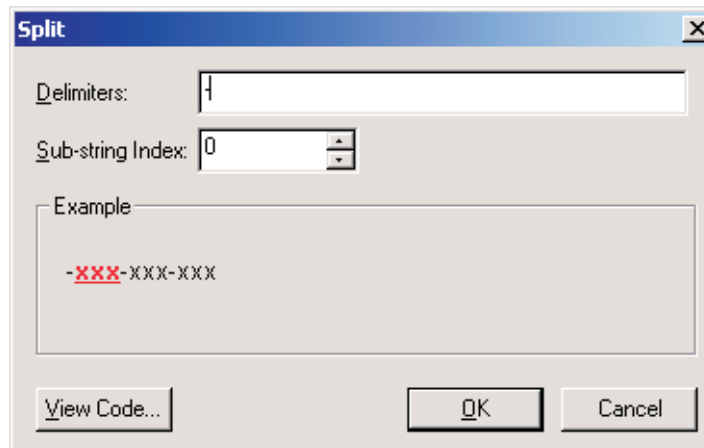 Split
Delimiters: -
Sub-string Index: 0
Example
-xxx-xxx-xxx
View Code... OK Cancel